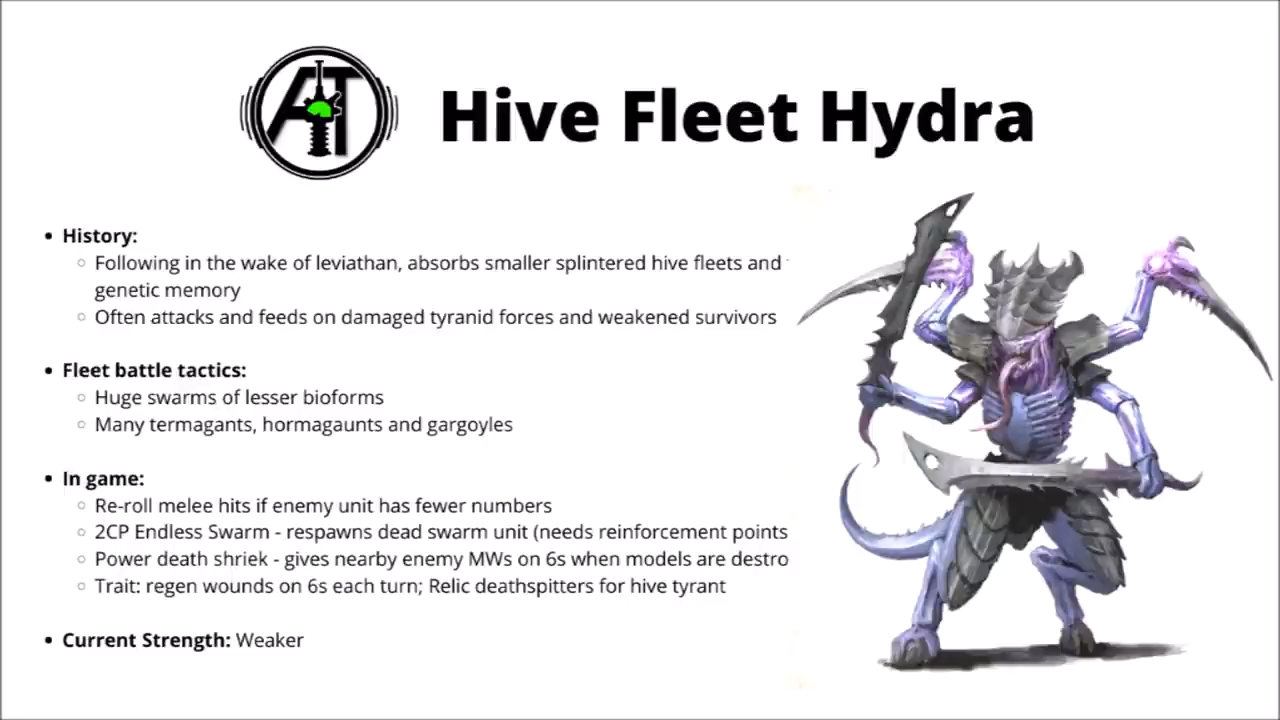 AT
Hive Fleet Hydra
• History:
◦ Following in the wake of leviathan, absorbs smaller splintered hive fleets and
genetic memory
◦ Often attacks and feeds on damaged tyranid forces and weakened survivors
• Fleet battle tactics:
◦ Huge swarms of lesser bioforms
◦ Many termagants, hormagaunts and gargoyles
• In game:
◦ Re-roll melee hits if enemy unit has fewer numbers
◦ 2CP Endless Swarm - respawns dead swarm unit (needs reinforcement points
◦ Power death shriek - gives nearby enemy MWs on 6s when models are destro
◦ Trait: regen wounds on 6s each turn; Relic deathspitters for hive tyrant
• Current Strength: Weaker